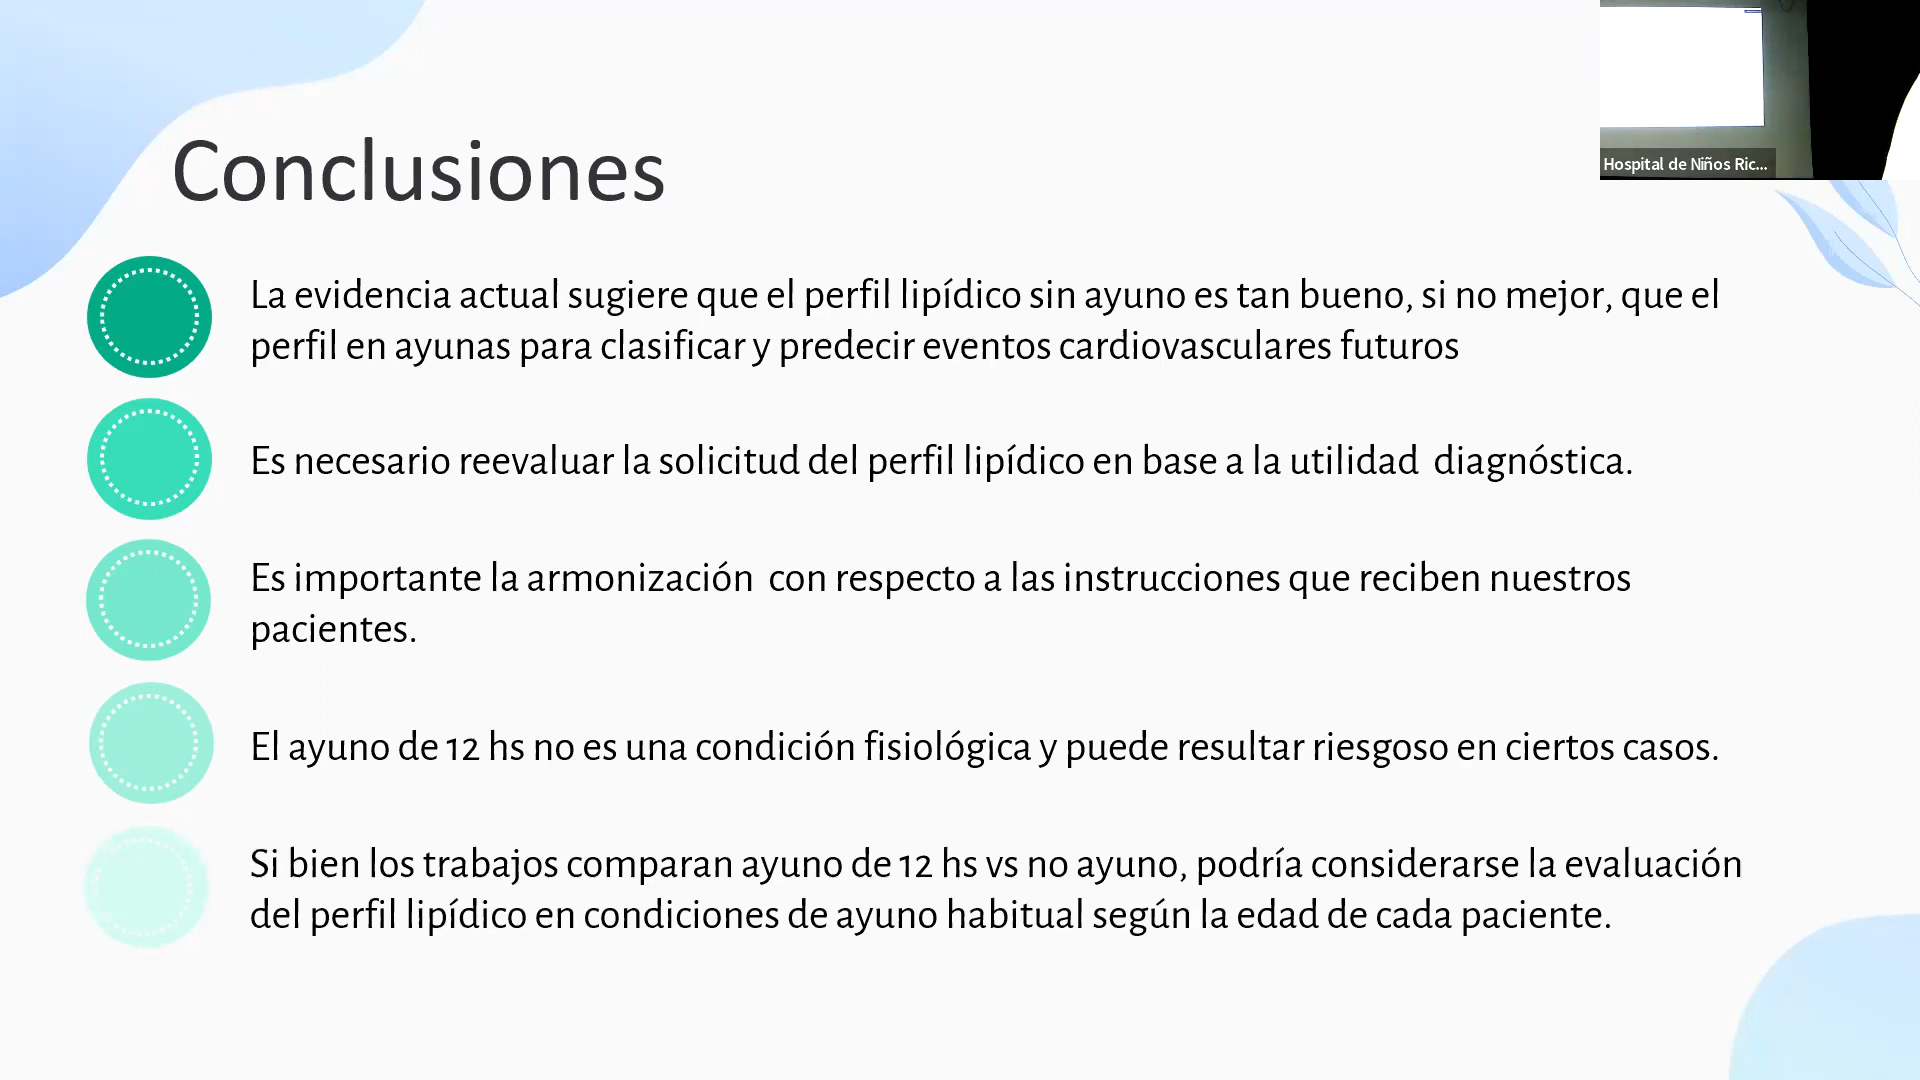 Hospital de Niños Ric...
Conclusiones
La evidencia actual sugiere que el perfil lipídico sin ayuno es tan bueno, si no mejor, que el
perfil en ayunas para clasificar y predecir eventos cardiovasculares futuros
Es necesario reevaluar la solicitud del perfil lipídico en base a la utilidad  diagnóstica.
Es importante la armonización  con respecto a las instrucciones que reciben nuestros
pacientes.
El ayuno de 12 hs no es una condición fisiológica y puede resultar riesgoso en ciertos casos.
Si bien los trabajos comparan ayuno de 12 hs vs no ayuno, podría considerarse la evaluación
del perfil lipídico en condiciones de ayuno habitual según la edad de cada paciente.